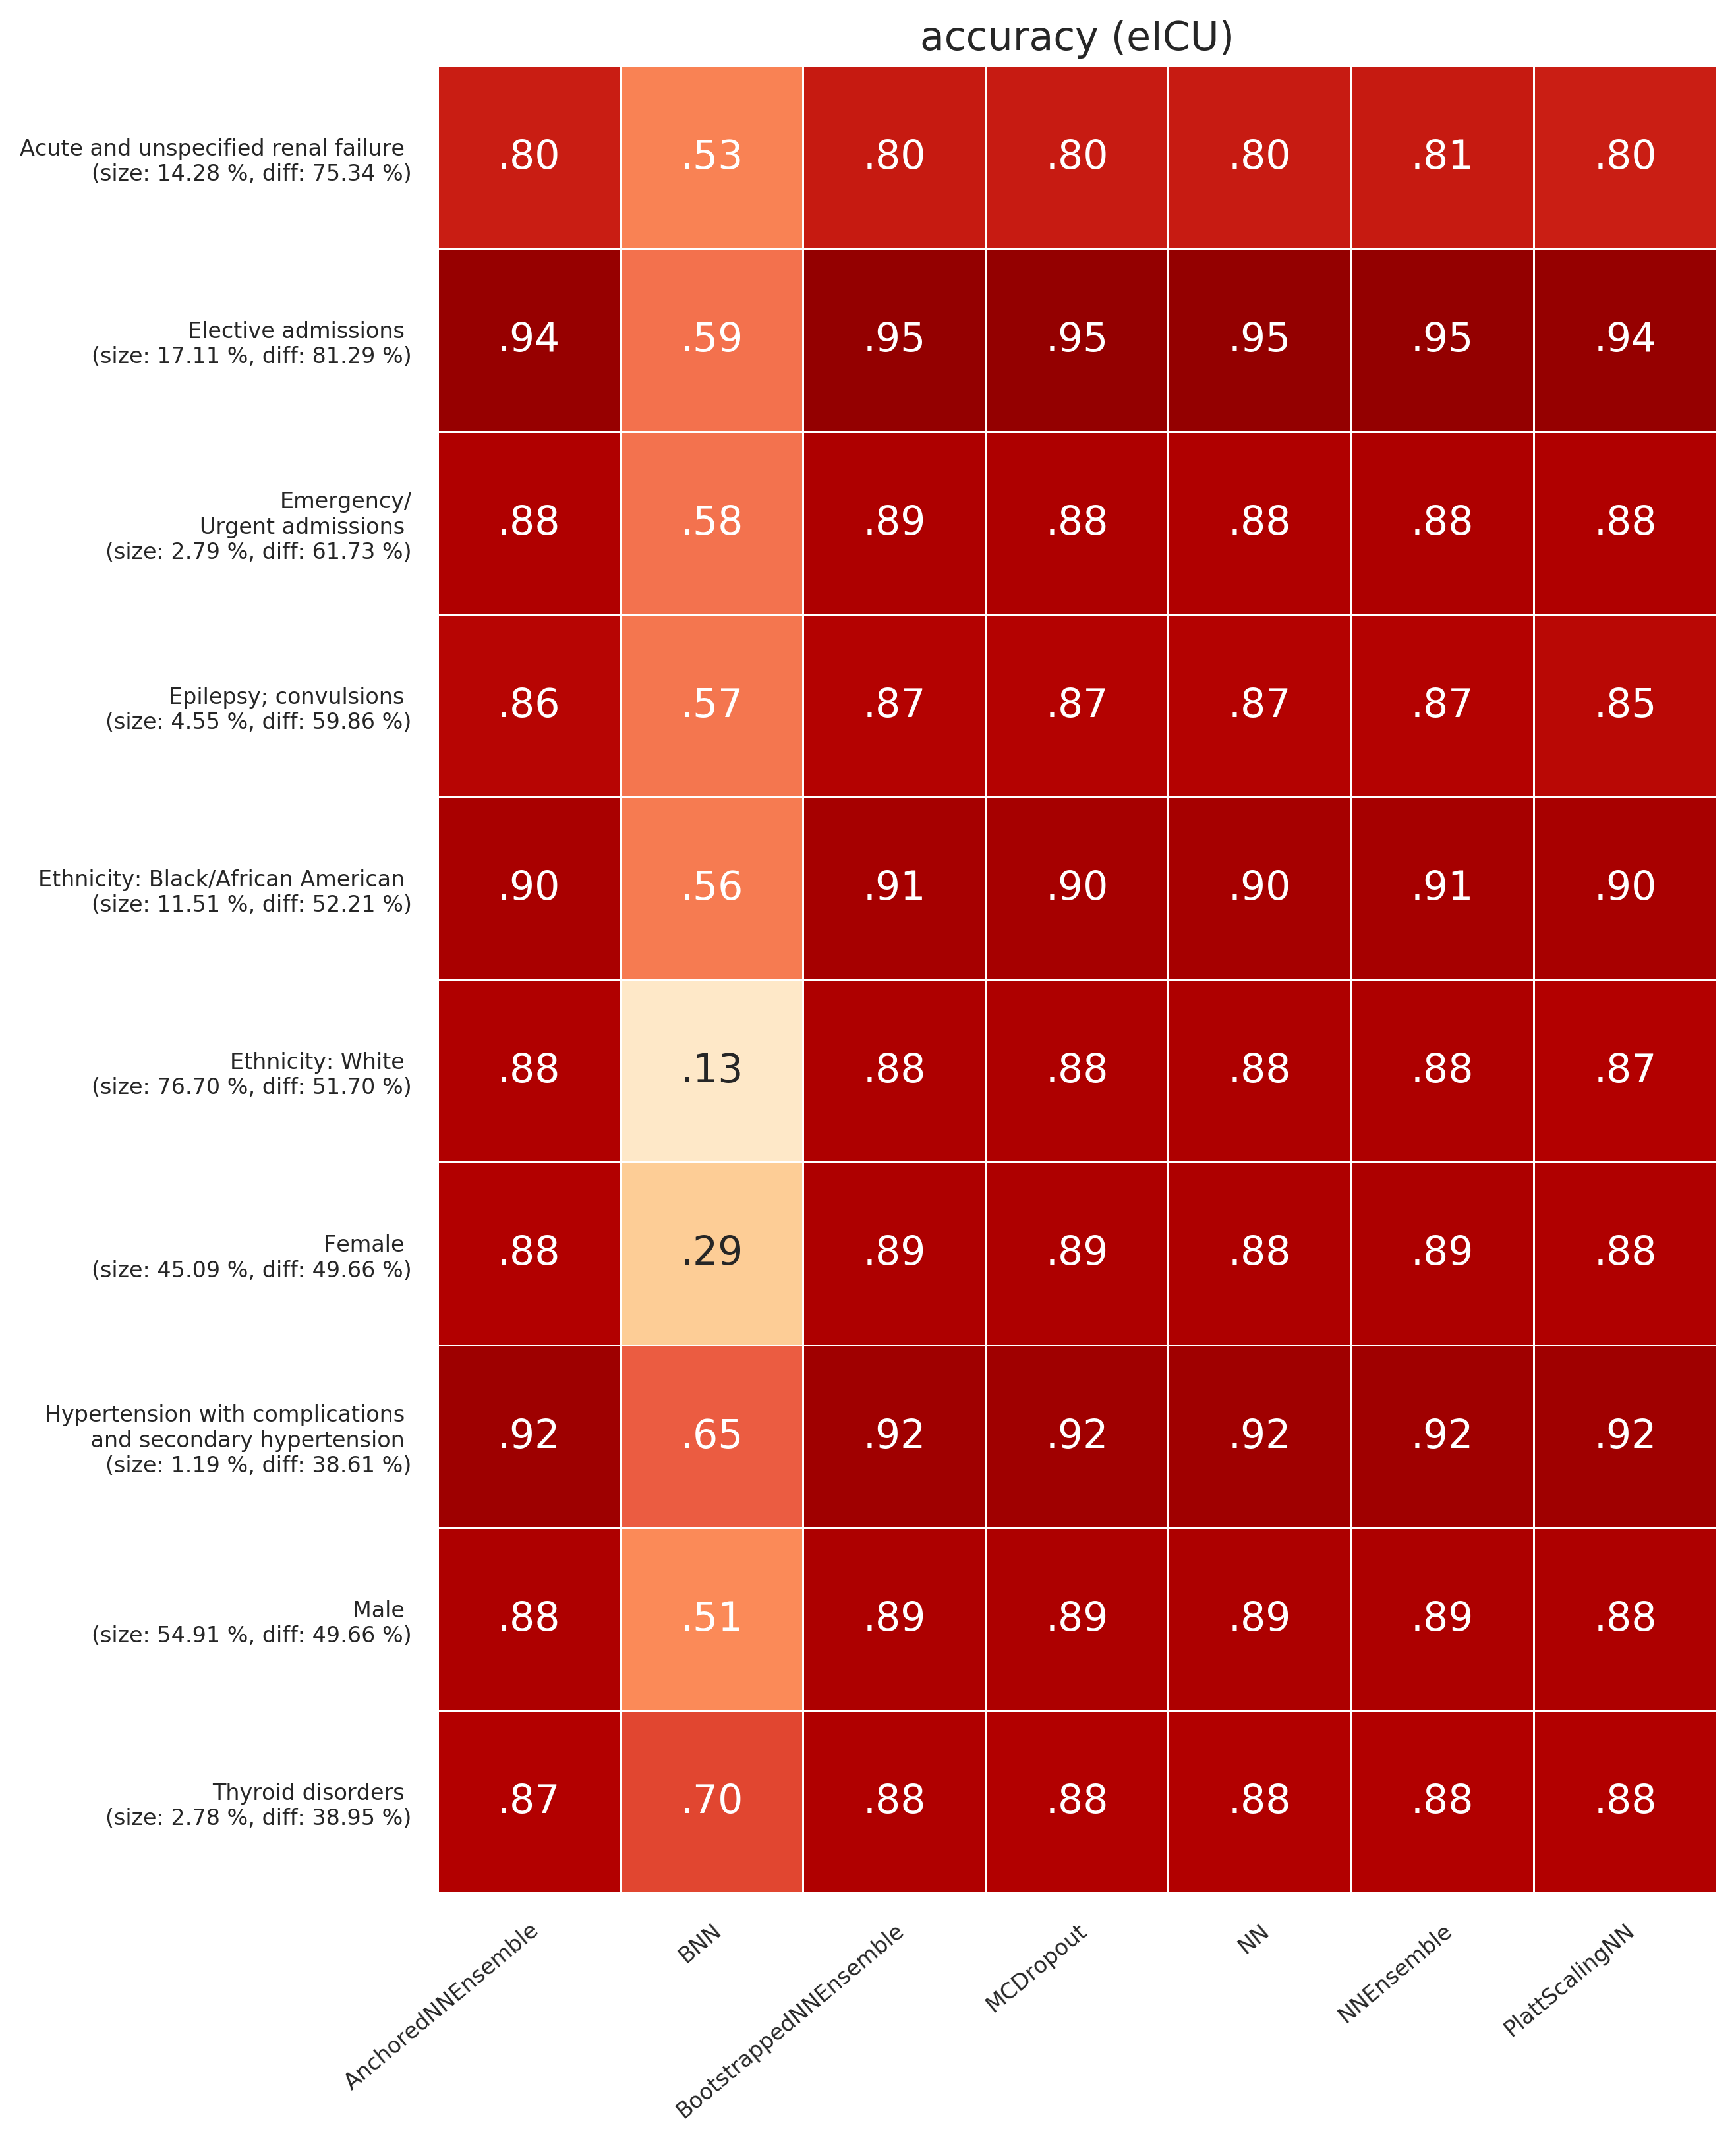 accuracy (eICU)
Acute and unspecified renal failure
(size: 14.28 %, diff: 75.34 %)
.80 .53 .80 .80 .80 .81 .80
Elective admissions
(size: 17.11 %, diff: 81.29 %)
.94 .59 .95 .95 .95 .95 .94
Emergency/
Urgent admissions
(size: 2.79 %, diff: 61.73 %)
.88 .58 .89 .88 .88 .88 .88
Epilepsy; convulsions
(size: 4.55 %, diff: 59.86 %)
.86 .57 .87 .87 .87 .87 .85
Ethnicity: Black/African American
(size: 11.51 %, diff: 52.21 %)
.90 .56 .91 .90 .90 .91 .90
Ethnicity: White
(size: 76.70 %, diff: 51.70 %)
.88 .13 .88 .88 .88 .88 .87
Female
(size: 45.09 %, diff: 49.66 %)
.88 .29 .89 .89 .88 .89 .88
Hypertension with complications
and secondary hypertension
(size: 1.19 %, diff: 38.61 %)
.92 .65 .92 .92 .92 .92 .92
Male
(size: 54.91 %, diff: 49.66 %)
.88 .51 .89 .89 .89 .89 .88
Thyroid disorders
(size: 2.78 %, diff: 38.95 %)
.87 .70 .88 .88 .88 .88 .88
AnchoredNNEnsemble
BNN
BootstrappedNNEnsemble
MCDropout
NN
NNEnsemble
PlattScalingNN